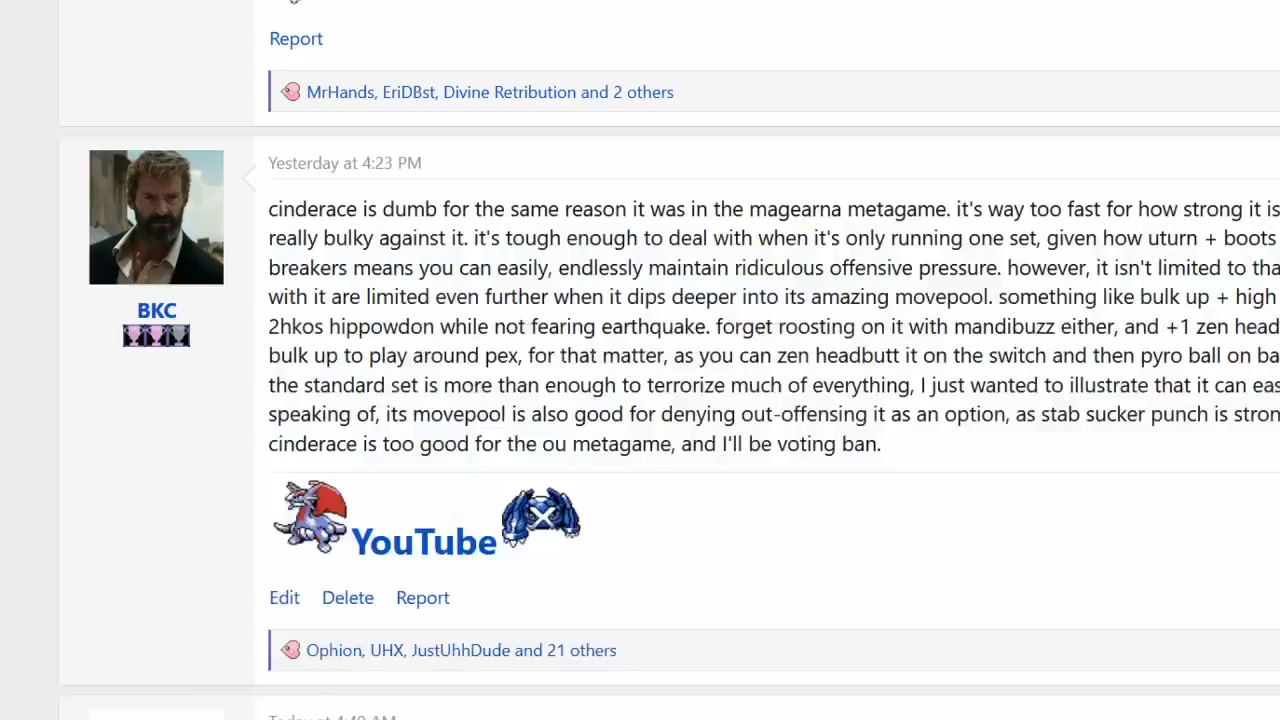 Report
MrHands, EriDBst, Divine Retribution and 2 others
Yesterday at 4:23 PM
cinderace is dumb for the same reason it was in the magearna metagame. it's way too fast for how strong it is
really bulky against it. it's tough enough to deal with when it's only running one set, given how uturn + boots
breakers means you can easily, endlessly maintain ridiculous offensive pressure. however, it isn't limited to tha
with it are limited even further when it dips deeper into its amazing movepool. something like bulk up + high
2hkos hippowdon while not fearing earthquake. forget roosting on it with mandibuzz either, and +1 zen head
bulk up to play around pex, for that matter, as you can zen headbutt it on the switch and then pyro ball on ba
the standard set is more than enough to terrorize much of everything, I just wanted to illustrate that it can eas
speaking of, its movepool is also good for denying out-offensing it as an option, as stab sucker punch is stron
cinderace is too good for the ou metagame, and I'll be voting ban.
BKC
YouTube
Edit Delete Report
Ophion, UHX, JustUhhDude and 21 others
Today at 4:40 AM